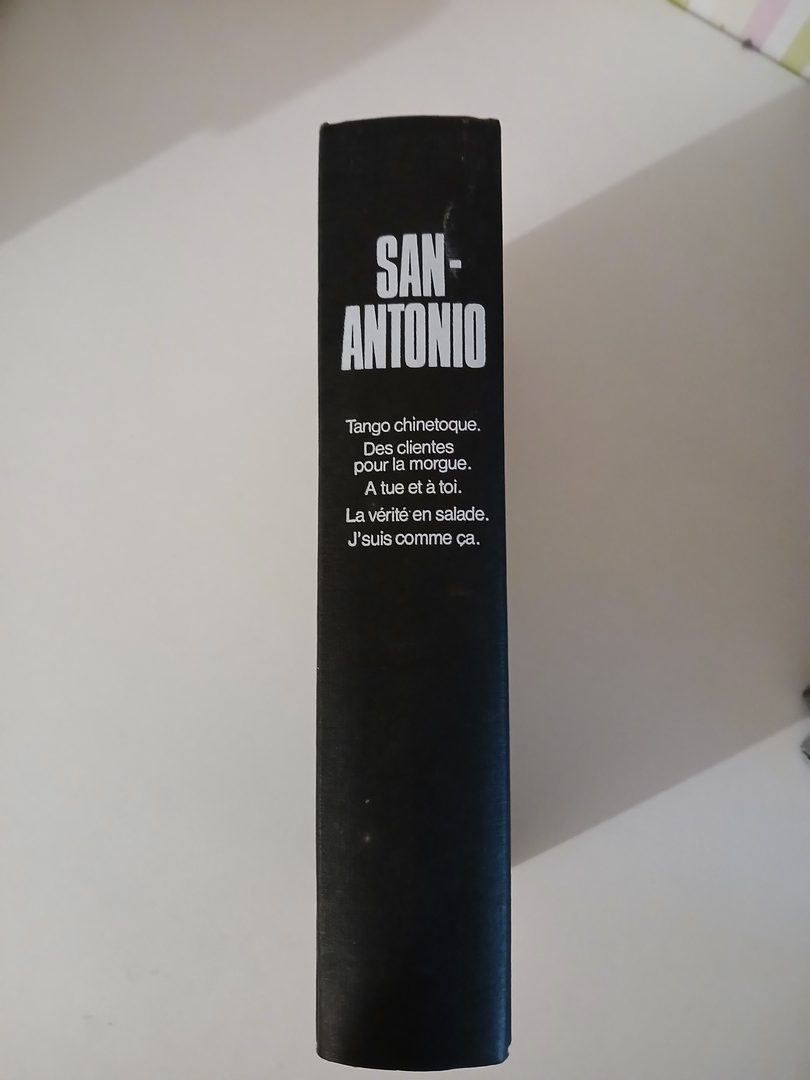 SAN-
ANTONIO
Tango chinetoque.
Des clientes
pour la morgue.
A tue et à toi.
La vérité en salade.
J'suis comme ça.